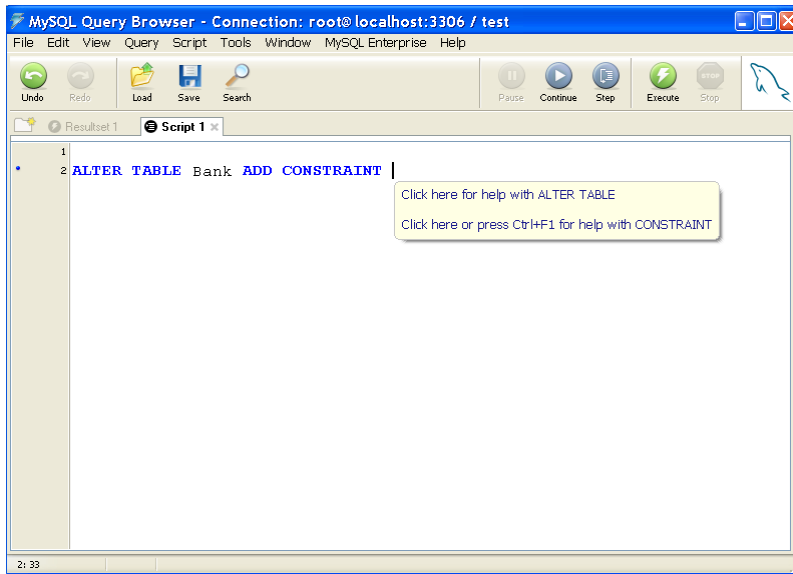 MySQL Query Browser - Connection: root@localhost:3306 / test
File Edit View Query Script Tools Window MySQL Enterprise Help
Undo Redo Load Save Search Pause Continue Step Execute Stop
Resultset 1 Script 1
1
2 ALTER TABLE Bank ADD CONSTRAINT
Click here for help with ALTER TABLE
Click here or press Ctrl+F1 for help with CONSTRAINT
2: 33